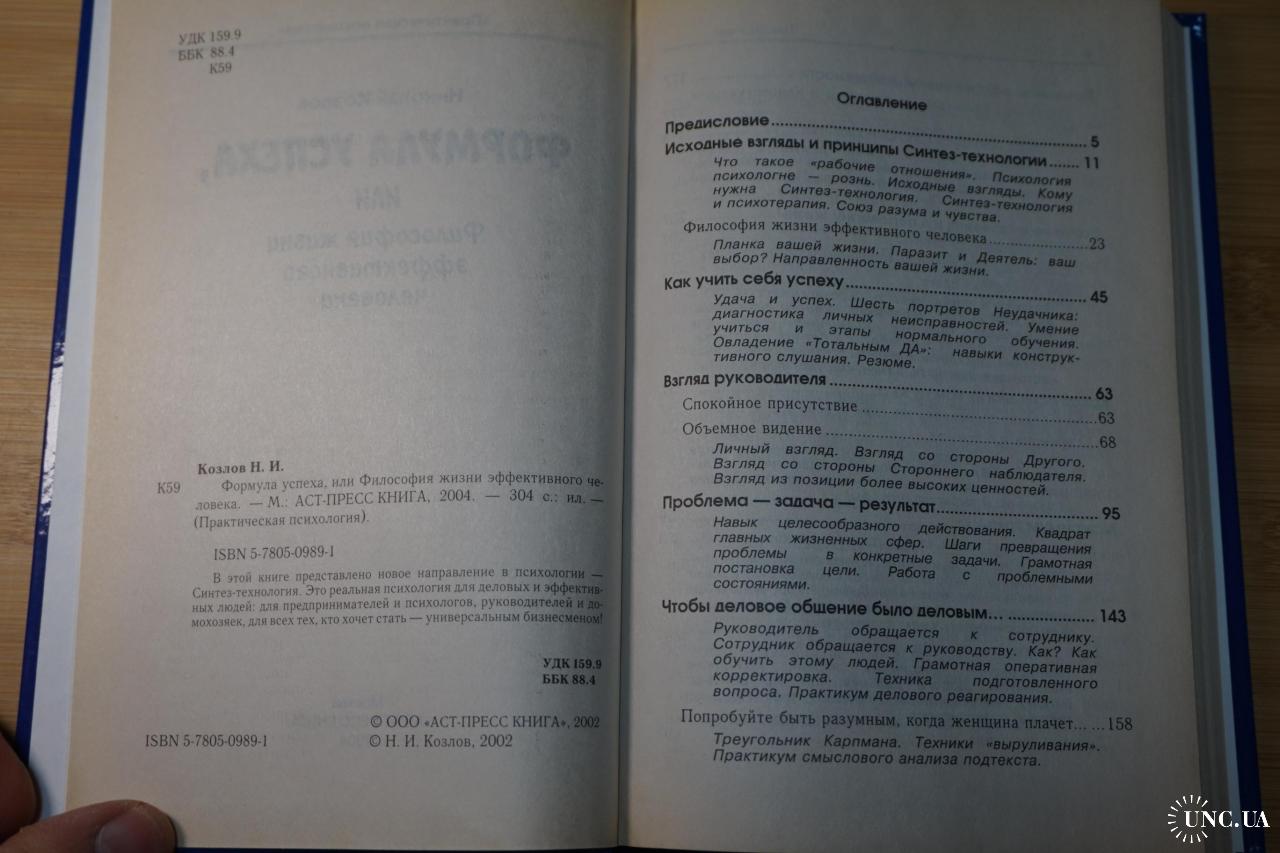 УДК 159.9
ББК 88.4
К59
Козлов Н. И.
К59
Формула успеха, или Философия жизни эффективного че-
ловека. — М.: АСТ-ПРЕСС КНИГА, 2004. — 304 с.: ил. —
(Практическая психология).
ISBN 5-7805-0989-1
В этой книге представлено новое направление в психологии —
Синтез-технология. Это реальная психология для деловых и эффектив-
ных людей: для предпринимателей и психологов, руководителей и до-
мохозяек, для всех тех, кто хочет стать — универсальным бизнесменом!
УДК 159.9
ББК 88.4
© ООО «АСТ-ПРЕСС КНИГА», 2002
ISBN 5-7805-0989-1 © Н. И. Козлов, 2002
Оглавление
Предисловие ... 5
Исходные взгляды и принципы Синтез-технологии ....... 11
Что такое «рабочие отношения». Психология
психологне — рознь. Исходные взгляды. Кому
нужна Синтез-технология. Синтез-технология
и психотерапия. Союз разума и чувства.
Философия жизни эффективного человека ... 23
Планка вашей жизни. Паразит и Деятель: ваш
выбор? Направленность вашей жизни.
Как учить себя успеху ... 45
Удача и успех. Шесть портретов Неудачника:
диагностика личных неисправностей. Умение
учиться и этапы нормального обучения.
Овладение «Тотальным ДА»: навыки конструк-
тивного слушания. Резюме.
Взгляд руководителя ... 63
Спокойное присутствие ... 63
Объемное видение ... 68
Личный взгляд. Взгляд со стороны Другого.
Взгляд со стороны Стороннего наблюдателя.
Взгляд из позиции более высоких ценностей.
Проблема — задача — результат ... 95
Навык целесообразного действования. Квадрат
главных жизненных сфер. Шаги превращения
проблемы в конкретные задачи. Грамотная
постановка цели. Работа с проблемными
состояниями.
Чтобы деловое общение было деловым... ... 143
Руководитель обращается к сотруднику.
Сотрудник обращается к руководству. Как? Как
обучить этому людей. Грамотная оперативная
корректировка. Техника подготовленного
вопроса. Практикум делового реагирования.
Попробуйте быть разумным, когда женщина плачет... ... 158
Треугольник Карпмана. Техники «выруливания».
Практикум смыслового анализа подтекста.
UNC.UA